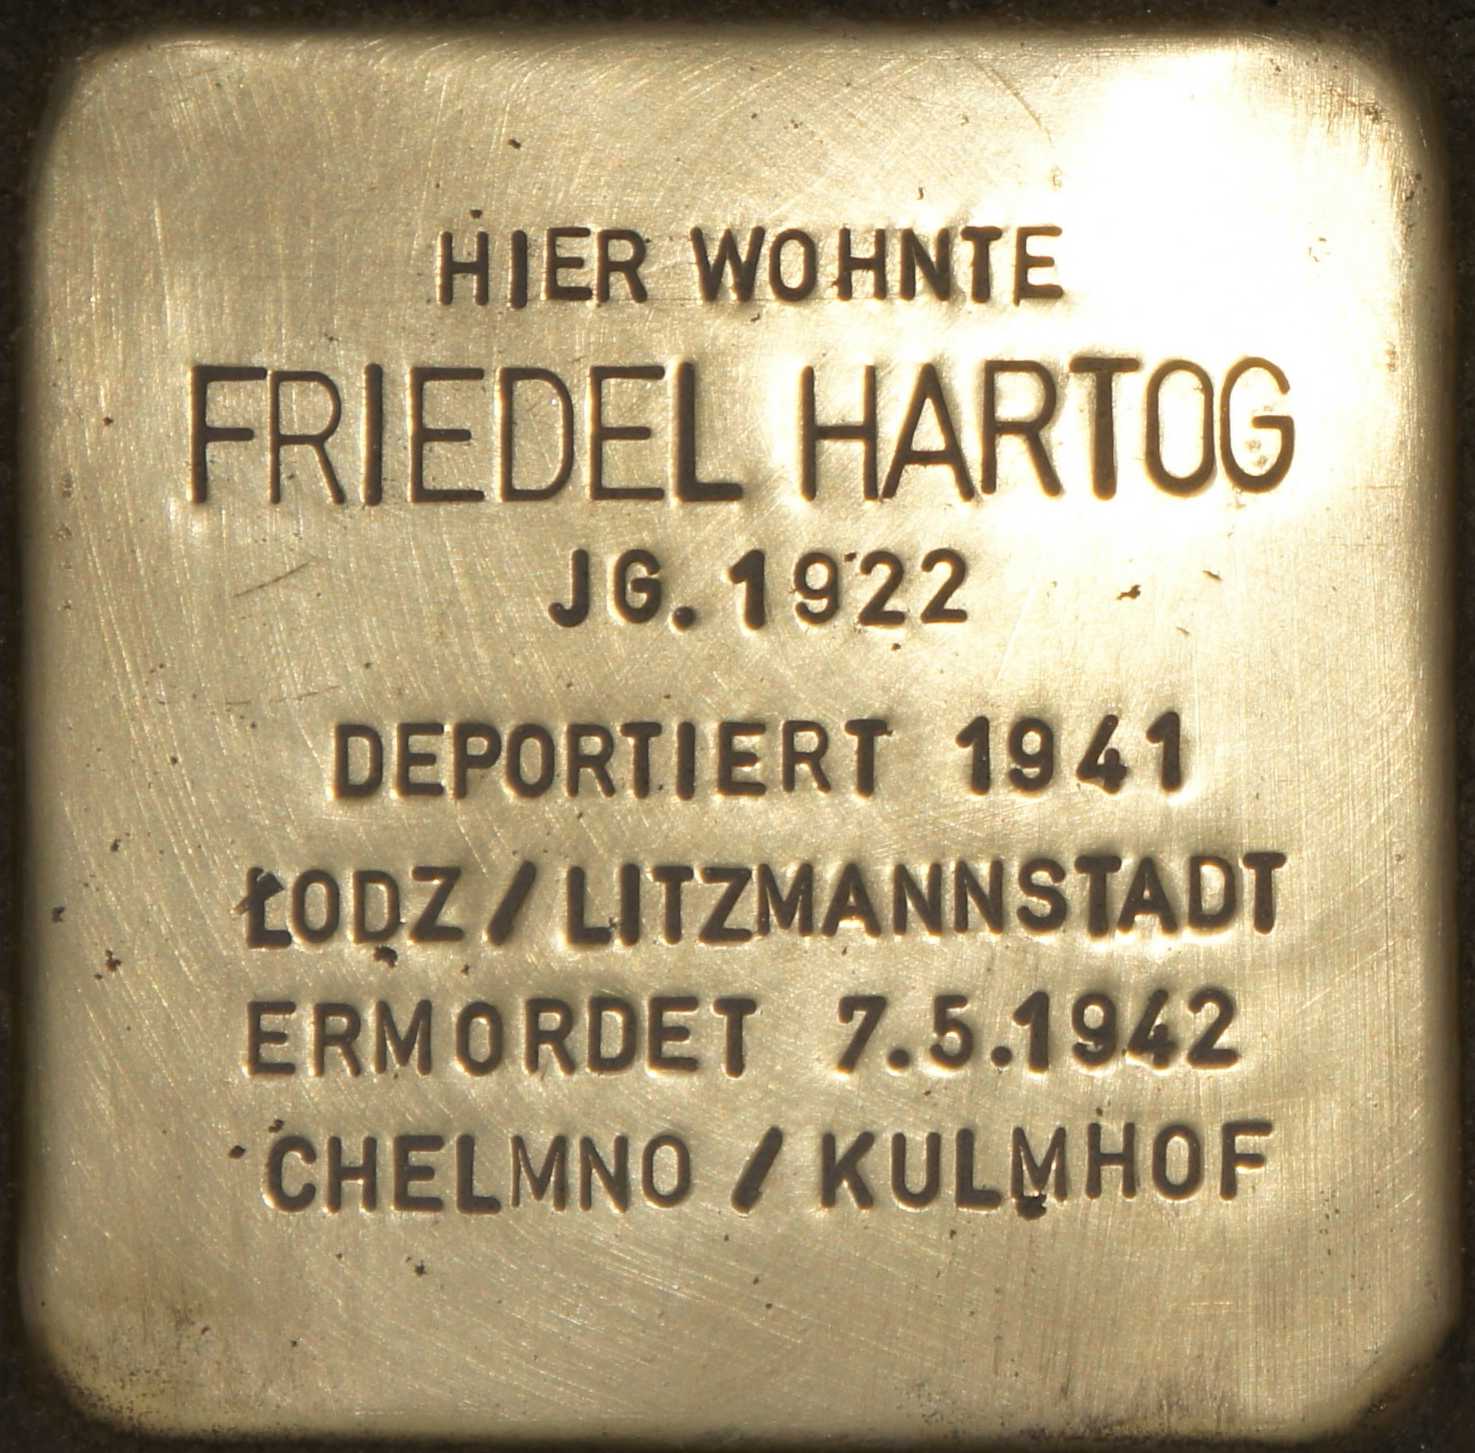 HIER WOHNTE
FRIEDEL HARTOG
JG. 1922
DEPORTIERT 1941
ŁODZ / LITZMANNSTADT
ERMORDET 7.5.1942
CHELMNO / KULMHOF